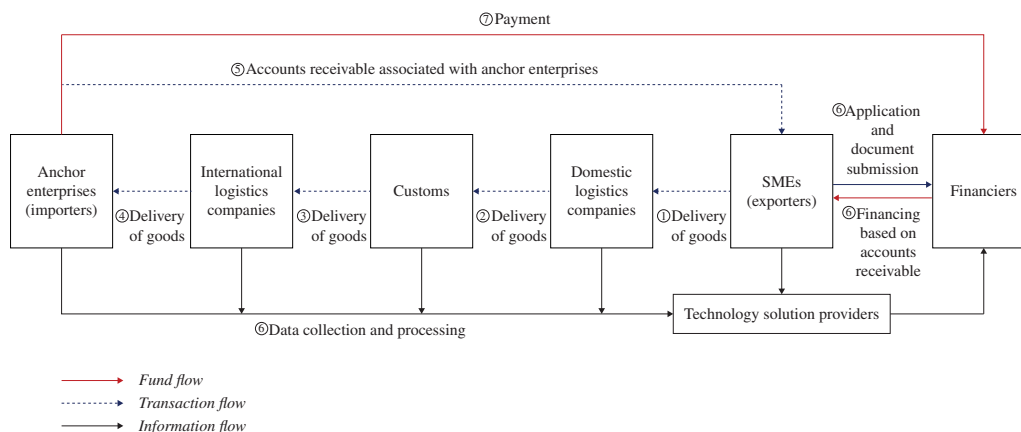 ⑦Payment
⑤Accounts receivable associated with anchor enterprises
Anchor
enterprises
(importers)
④Delivery
of goods
International
logistics
companies
③Delivery
of goods
Customs
②Delivery
of goods
Domestic
logistics
companies
①Delivery
of goods
SMEs
(exporters)
⑥Application
and
document
submission
⑥Financing
based on
accounts
receivable
Financiers
⑥Data collection and processing
Technology solution providers
Fund flow
Transaction flow
Information flow